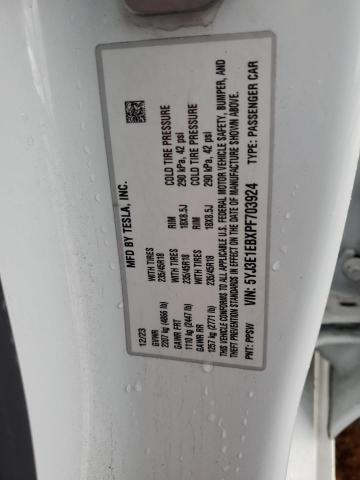 MFD BY TESLA, INC.
12/23
GVWR
2207 kg (4866 lb)
GAWR FRT WITH TIRES RIM COLD TIRE PRESSURE
1110 kg (2447 lb) 235/45R18 18X8.5J 290 kPa, 42 psi
GAWR RR WITH TIRES RIM COLD TIRE PRESSURE
1257 kg (2771 lb) 235/45R18 18X8.5J 290 kPa, 42 psi
THIS VEHICLE CONFORMS TO ALL APPLICABLE U.S. FEDERAL MOTOR VEHICLE SAFETY, BUMPER, AND
THEFT PREVENTION STANDARDS IN EFFECT ON THE DATE OF MANUFACTURE SHOWN ABOVE.
VIN: 5YJ3E1EBXPF703924
PNT: PPSW TYPE: PASSENGER CAR